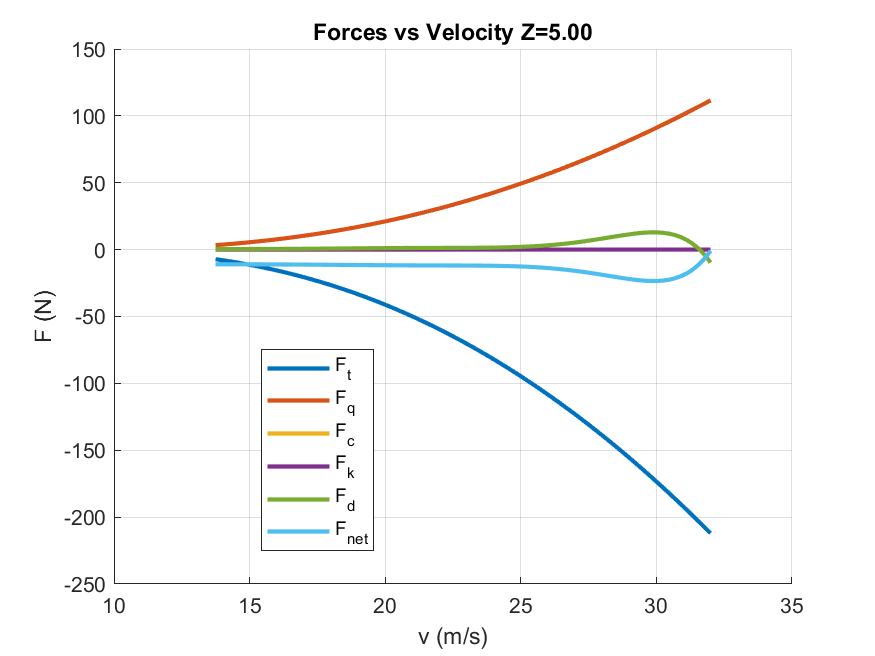 Forces vs Velocity Z=5.00
150
100
50
0
-50
-100
-150
-200
-250
F (N)
F_t
F_q
F_c
F_k
F_d
F_net
10 15 20 25 30 35
v (m/s)